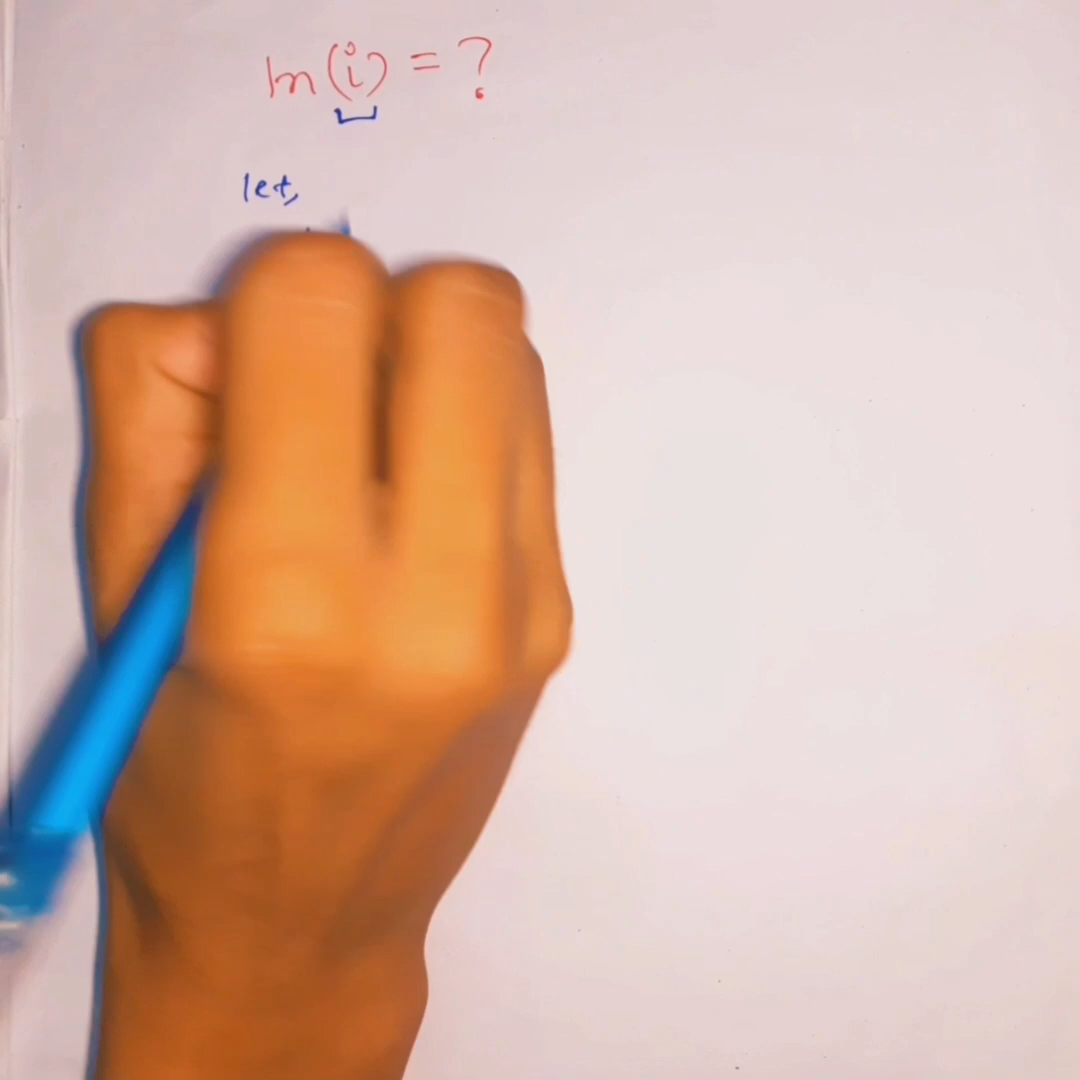 ln(i) = ?
let,